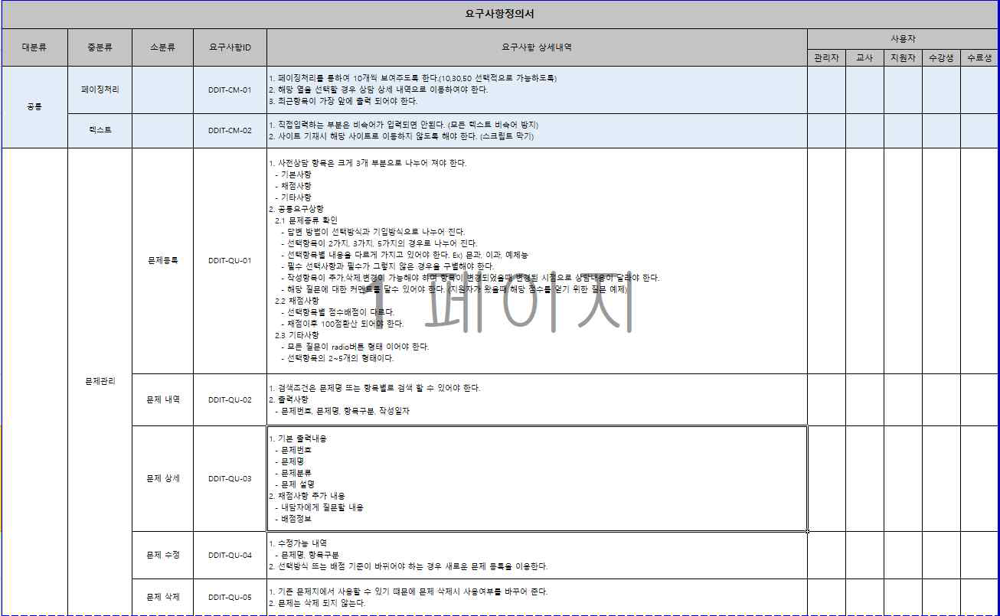 요구사항정의서
대분류
중분류
소분류
요구사항ID
요구사항 상세내역
사용자
관리자
교사
지원자
수강생
수료생
공통
페이징처리
DDIT-CM-01
1. 페이징처리를 통하여 10개씩 보여주도록 한다.(10,30,50 선택적으로 가능하도록)
2. 해당 열을 선택할 경우 상담 상세 내역으로 이동하여야 한다.
3. 최근항목이 가장 앞에 출력 되어야 한다.
텍스트
DDIT-CM-02
1. 직접입력하는 부분은 비속어가 입력되면 안된다. (모든 텍스트 비속어 방지)
2. 사이트 기재시 해당 사이트로 이동하지 않도록 해야 한다. (스크립트 막기)
문제관리
문제등록
DDIT-QU-01
1. 사전상담 항목은 크게 3개 부분으로 나누어 져야 한다.
- 기본사항
- 채점사항
- 기타사항
2. 공통요구상항
2.1 문제종류 확인
- 답변 방법이 선택방식과 기입방식으로 나누어 진다.
- 선택항목이 2가지, 3가지, 5가지의 경우로 나누어 진다.
- 선택항목별 내용을 다르게 가지고 있어야 한다. Ex) 문과, 이과, 예체능
- 필수 선택사항과 필수가 그렇지 않은 경우을 구별해야 한다.
- 작성항목이 추가,삭제,변경이 가능해야 하며 항목이 변경되었을때 변경된 시점으로 상담내용이 달라야 한다.
- 해당 질문에 대한 커멘트를 달수 있어야 한다. (지원자가 왔을때 해당 점수를 얻기 위한 질문 예제)
2.2 채점사항
- 선택항목별 점수배점이 다르다.
- 채점이후 100점환산 되어야 한다.
2.3 기타사항
- 모든 질문이 radio버튼 형태 이어야 한다.
- 선택항목의 2~5개의 형태이다.
1 페이지
문제 내역
DDIT-QU-02
1. 검색조건은 문제명 또는 항목별로 검색 할 수 있어야 한다.
2. 출력사항
- 문제번호, 문제명, 항목구분, 작성일자
문제 상세
DDIT-QU-03
1. 기본 출력내용
- 문제번호
- 문제명
- 문제분류
- 문제 설명
2. 채점사항 추가 내용
- 내담자에게 질문할 내용
- 배점정보
문제 수정
DDIT-QU-04
1. 수정가능 내역
- 문제명, 항목구분
2. 선택방식 또는 배점 기준이 바뀌어야 하는 경우 새로운 문제 등록을 이용한다.
문제 삭제
DDIT-QU-05
1. 기존 문제지에서 사용할 수 있기 때문에 문제 삭제시 사용여부를 바꾸어 준다.
2. 문제는 삭제 되지 않는다.